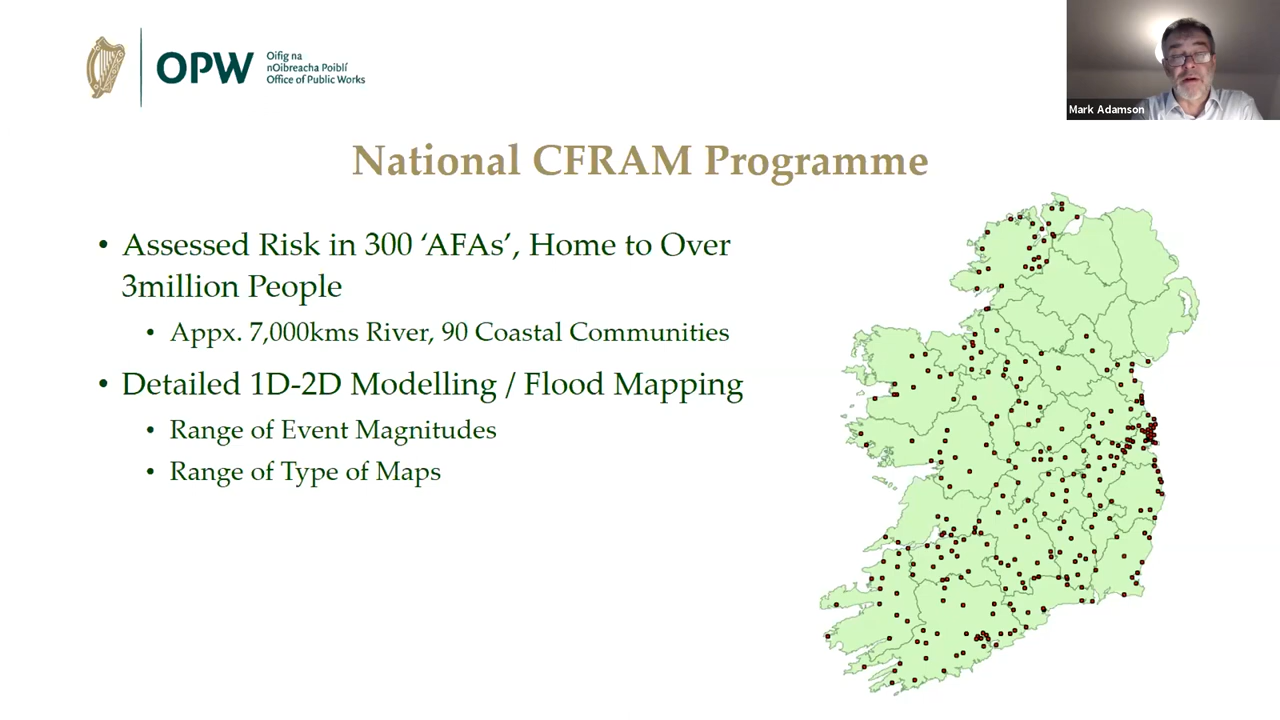 OPW
Oifig na
nOibreacha Poiblí
Office of Public Works
Mark Adamson
National CFRAM Programme
• Assessed Risk in 300 ‘AFAs’, Home to Over
3million People
• Appx. 7,000kms River, 90 Coastal Communities
• Detailed 1D-2D Modelling / Flood Mapping
• Range of Event Magnitudes
• Range of Type of Maps